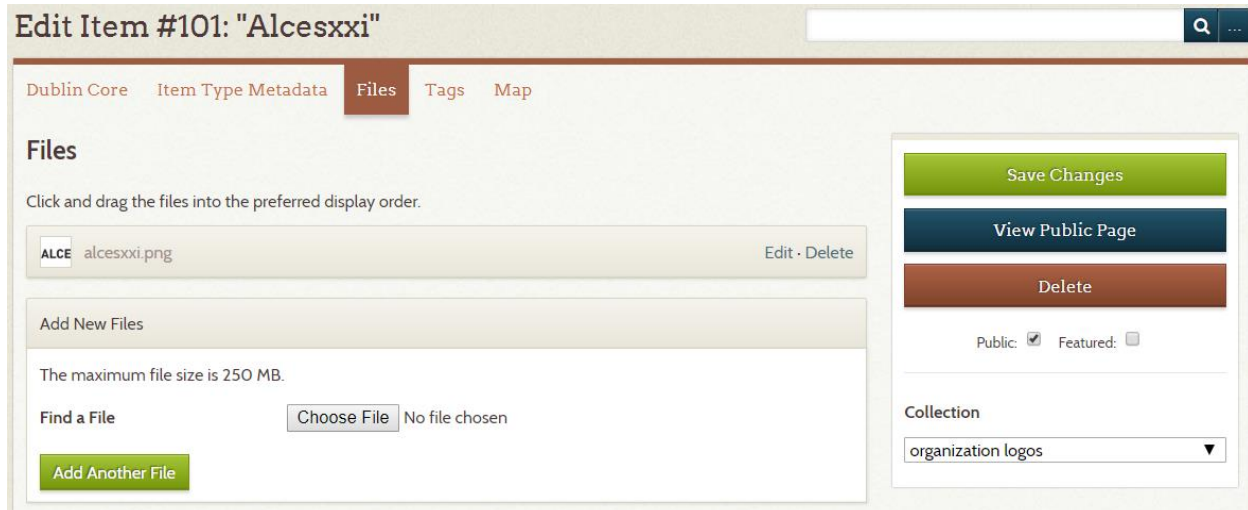 Edit Item #101: "Alcesxxi"
...
Dublin Core Item Type Metadata Files Tags Map
Files
Click and drag the files into the preferred display order.
ALCE alcesxxi.png Edit · Delete
Add New Files
The maximum file size is 250 MB.
Find a File Choose File No file chosen
Add Another File
Save Changes
View Public Page
Delete
Public: Featured:
Collection
organization logos